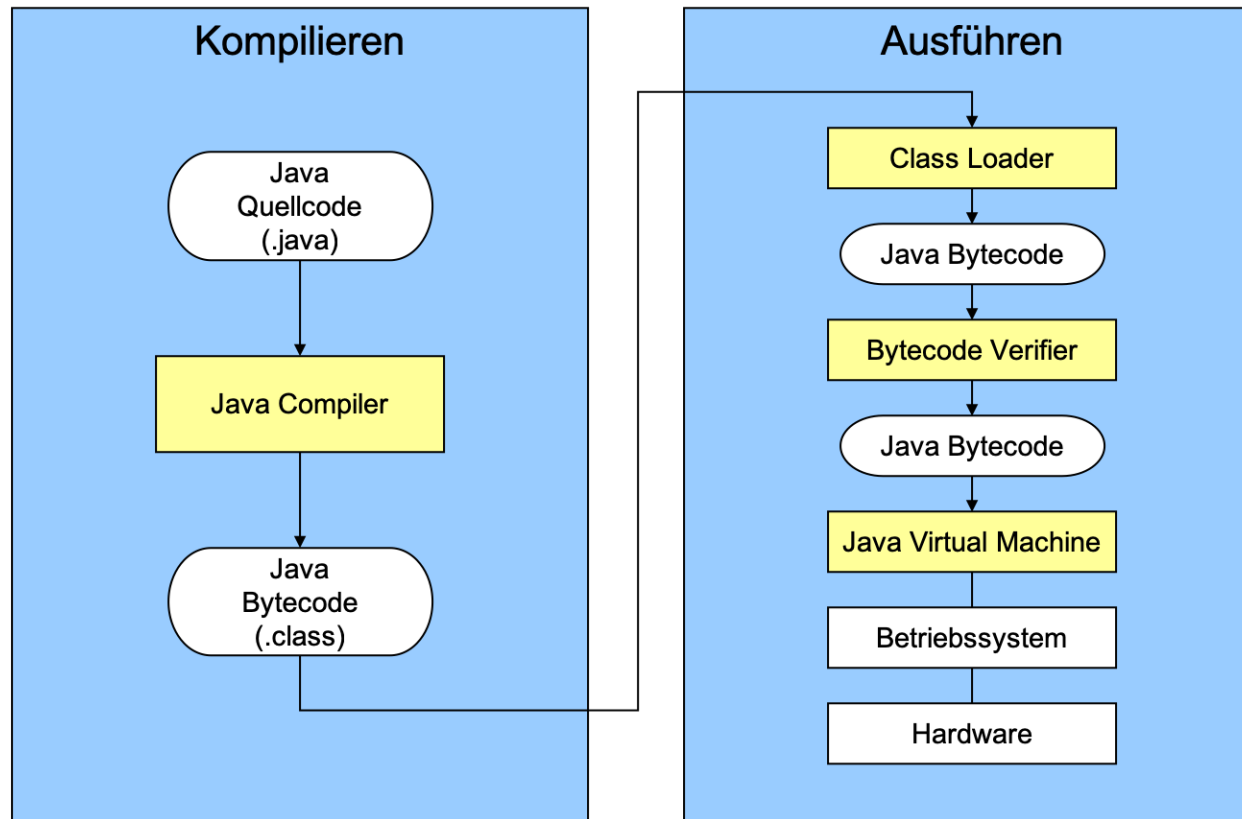 Kompilieren
Java
Quellcode
(.java)
Java Compiler
Java
Bytecode
(.class)
Ausführen
Class Loader
Java Bytecode
Bytecode Verifier
Java Bytecode
Java Virtual Machine
Betriebssystem
Hardware